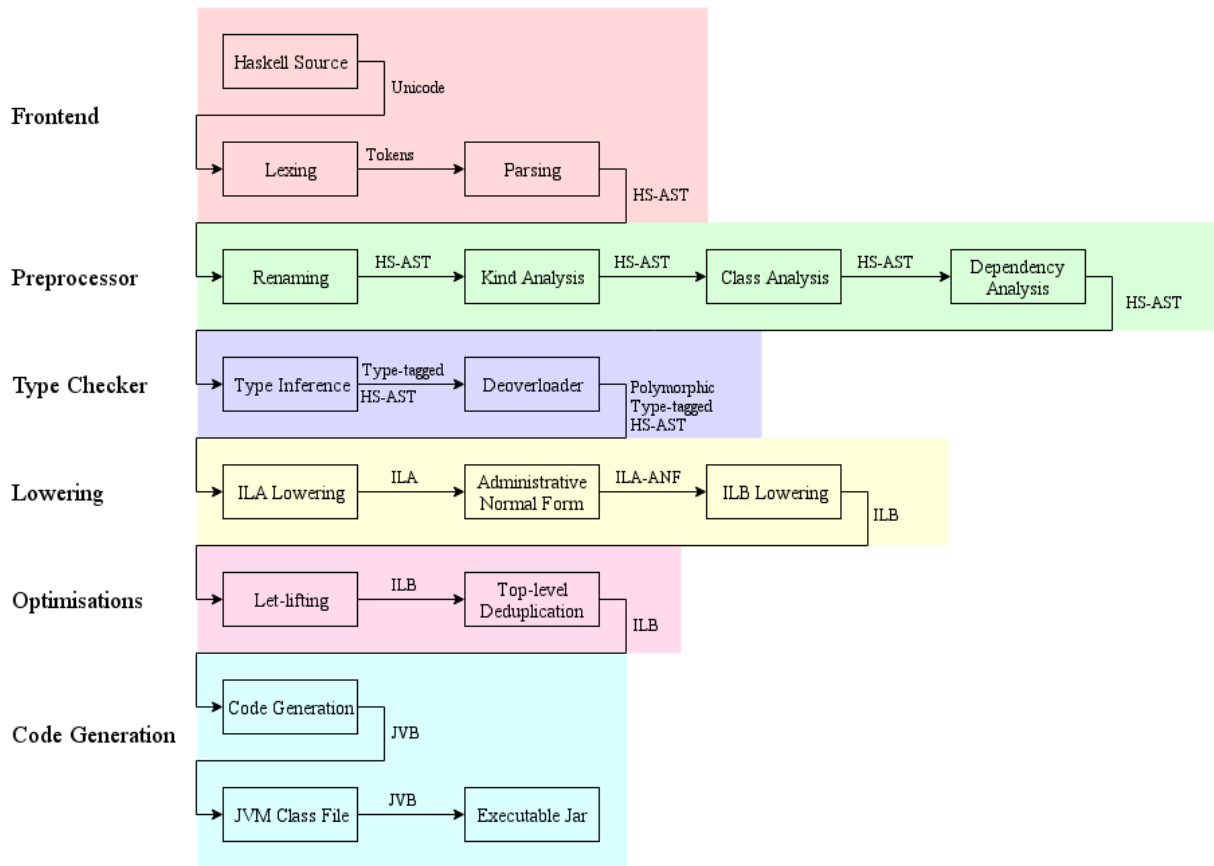 Haskell Source
Unicode
Frontend
Tokens
Lexing
Parsing
HS-AST
Preprocessor
Renaming
HS-AST
Kind Analysis
HS-AST
Class Analysis
HS-AST
Dependency
Analysis
HS-AST
Type Checker
Type Inference
Type-tagged
HS-AST
Deoverloader
Polymorphic
Type-tagged
HS-AST
Lowering
ILA Lowering
ILA
Administrative
Normal Form
ILA-ANF
ILB Lowering
ILB
Optimisations
Let-lifting
ILB
Top-level
Deduplication
ILB
Code Generation
Code Generation
JVB
JVM Class File
JVB
Executable Jar